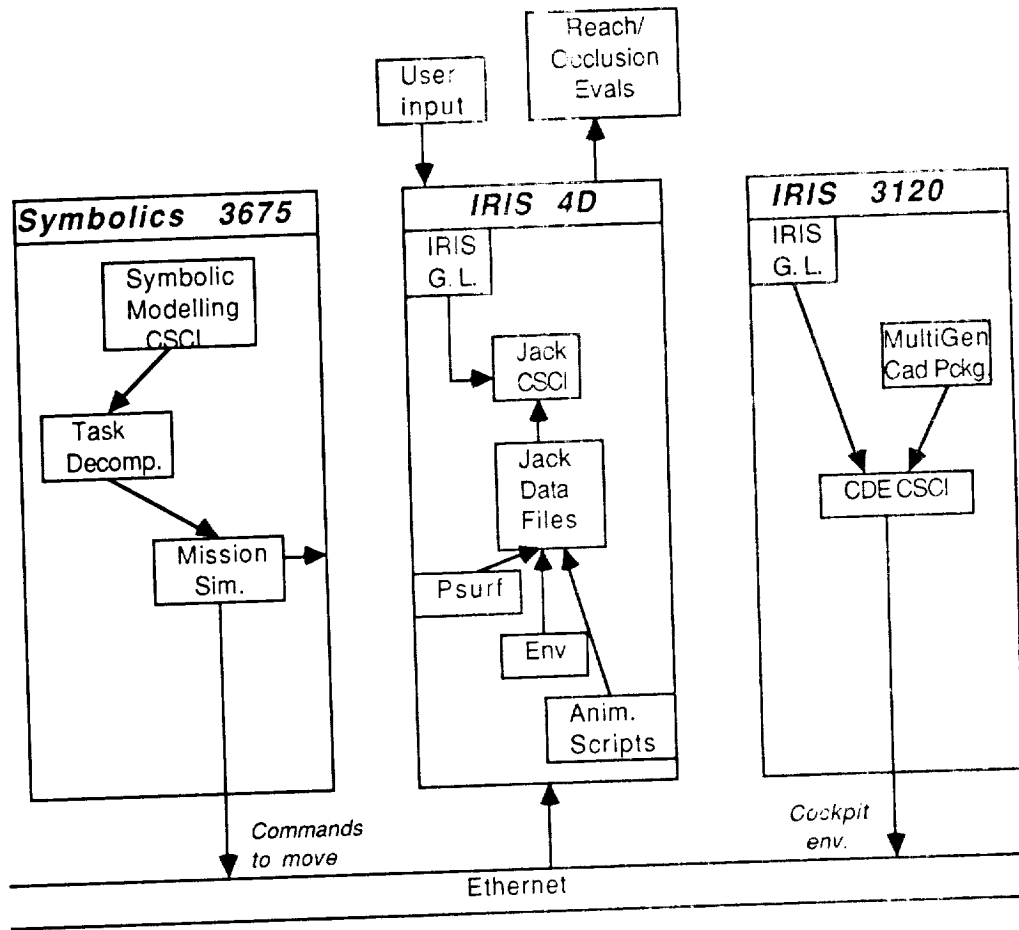 Reach/
Occlusion
Evals
User
input
Symbolics 3675
Symbolic
Modelling
CSCI
Task
Decomp.
Mission
Sim.
IRIS 4D
IRIS
G. L.
Jack
CSCI
Jack
Data
Files
Psurf
Env
Anim.
Scripts
IRIS 3120
IRIS
G. L.
MultiGen
Cad Pckg.
CDE CSCI
Commands
to move
Cockpit
env.
Ethernet